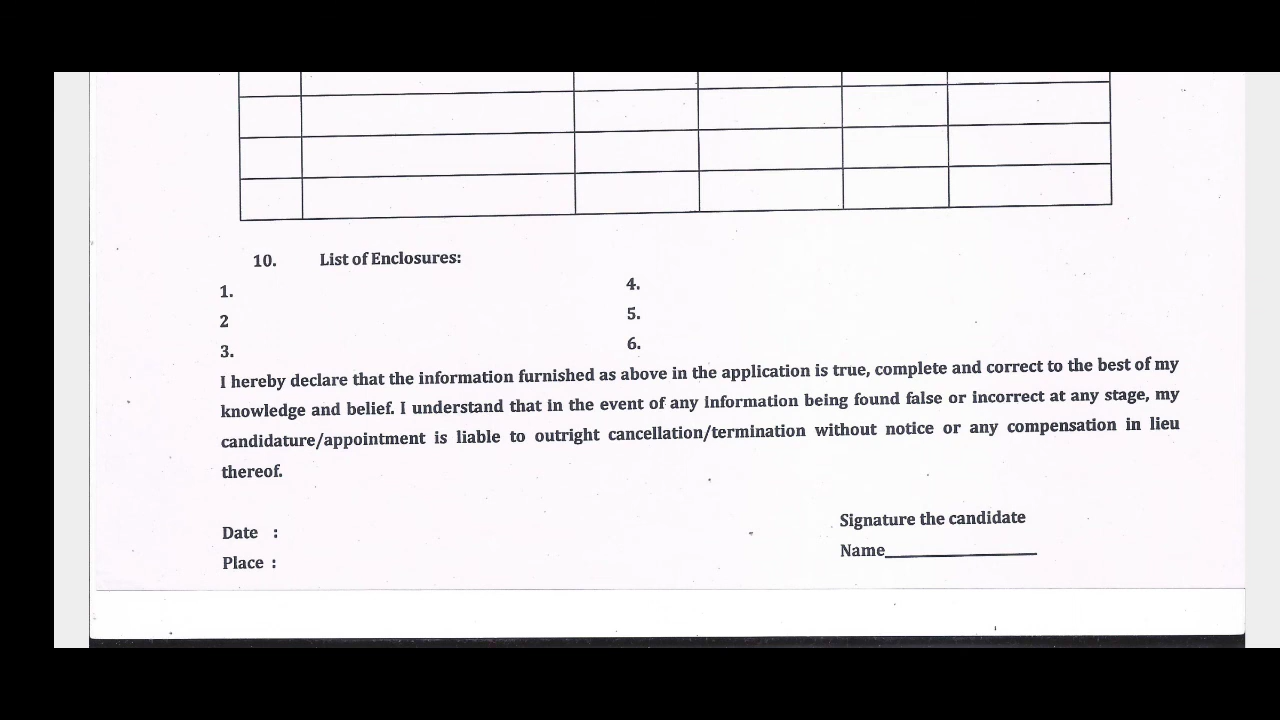 10. List of Enclosures:
1. 4.
2 5.
3. 6.
I hereby declare that the information furnished as above in the application is true, complete and correct to the best of my
knowledge and belief. I understand that in the event of any information being found false or incorrect at any stage, my
candidature/appointment is liable to outright cancellation/termination without notice or any compensation in lieu
thereof.
Signature the candidate
Date :
Name____________
Place :